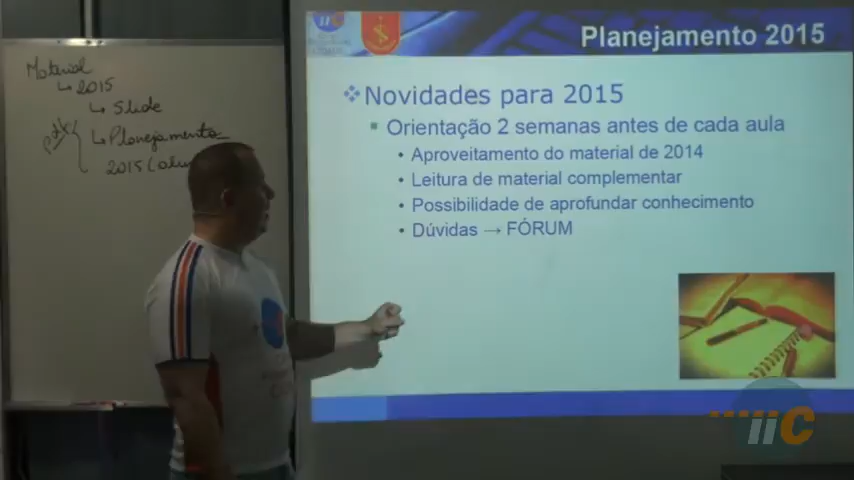 Material
↳ 2015
↳ Slide
↳ Planejamento
2015
Planejamento 2015
Novidades para 2015
Orientação 2 semanas antes de cada aula
• Aproveitamento do material de 2014
• Leitura de material complementar
• Possibilidade de aprofundar conhecimento
• Dúvidas → FÓRUM
iiC